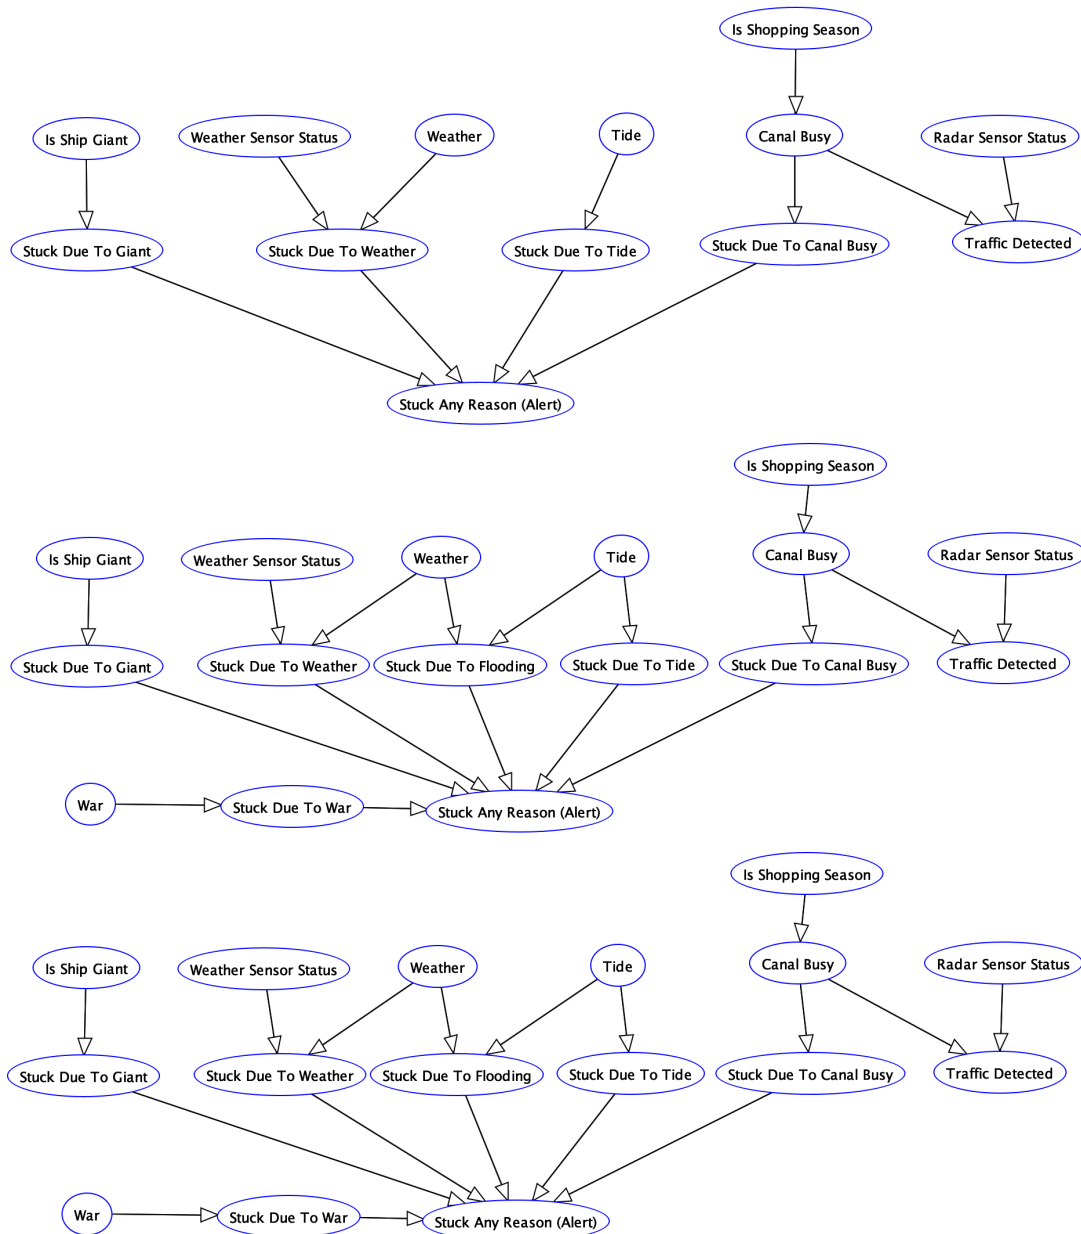 Is Shopping Season
Is Ship Giant
Weather Sensor Status
Weather
Tide
Canal Busy
Radar Sensor Status
Stuck Due To Giant
Stuck Due To Weather
Stuck Due To Tide
Stuck Due To Canal Busy
Traffic Detected
Stuck Any Reason (Alert)
Is Shopping Season
Is Ship Giant
Weather Sensor Status
Weather
Tide
Canal Busy
Radar Sensor Status
Stuck Due To Giant
Stuck Due To Weather
Stuck Due To Flooding
Stuck Due To Tide
Stuck Due To Canal Busy
Traffic Detected
War
Stuck Due To War
Stuck Any Reason (Alert)
Is Shopping Season
Is Ship Giant
Weather Sensor Status
Weather
Tide
Canal Busy
Radar Sensor Status
Stuck Due To Giant
Stuck Due To Weather
Stuck Due To Flooding
Stuck Due To Tide
Stuck Due To Canal Busy
Traffic Detected
War
Stuck Due To War
Stuck Any Reason (Alert)